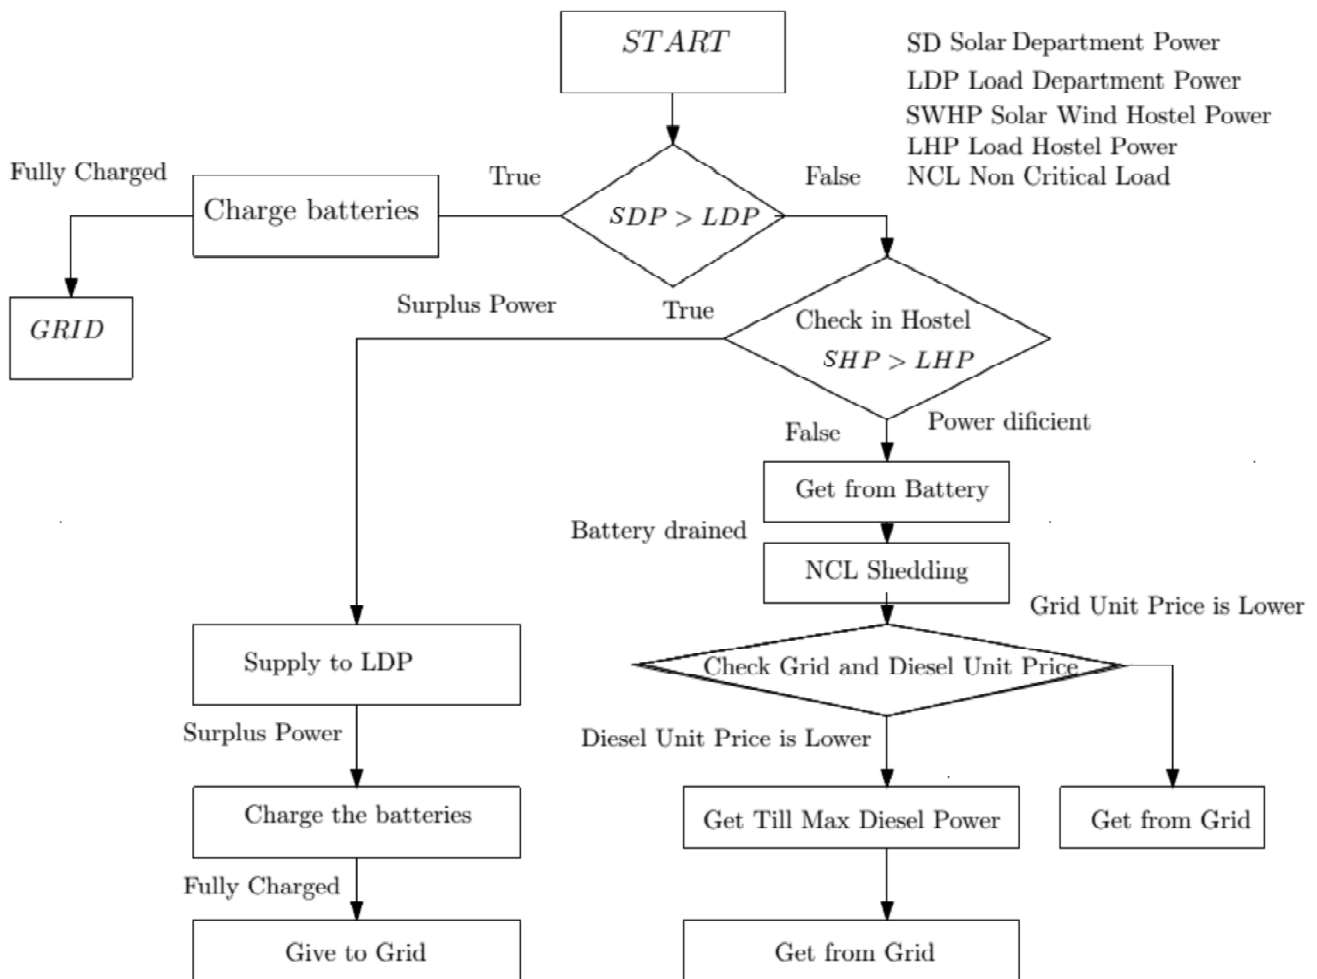 START
SD Solar Department Power
LDP Load Department Power
SWHP Solar Wind Hostel Power
LHP Load Hostel Power
NCL Non Critical Load
Fully Charged
True
False
Charge batteries
SDP > LDP
GRID
Surplus Power
True
Check in Hostel
SHP > LHP
False
Power dificient
Get from Battery
Battery drained
NCL Shedding
Grid Unit Price is Lower
Supply to LDP
Check Grid and Diesel Unit Price
Surplus Power
Diesel Unit Price is Lower
Charge the batteries
Get Till Max Diesel Power
Get from Grid
Fully Charged
Give to Grid
Get from Grid